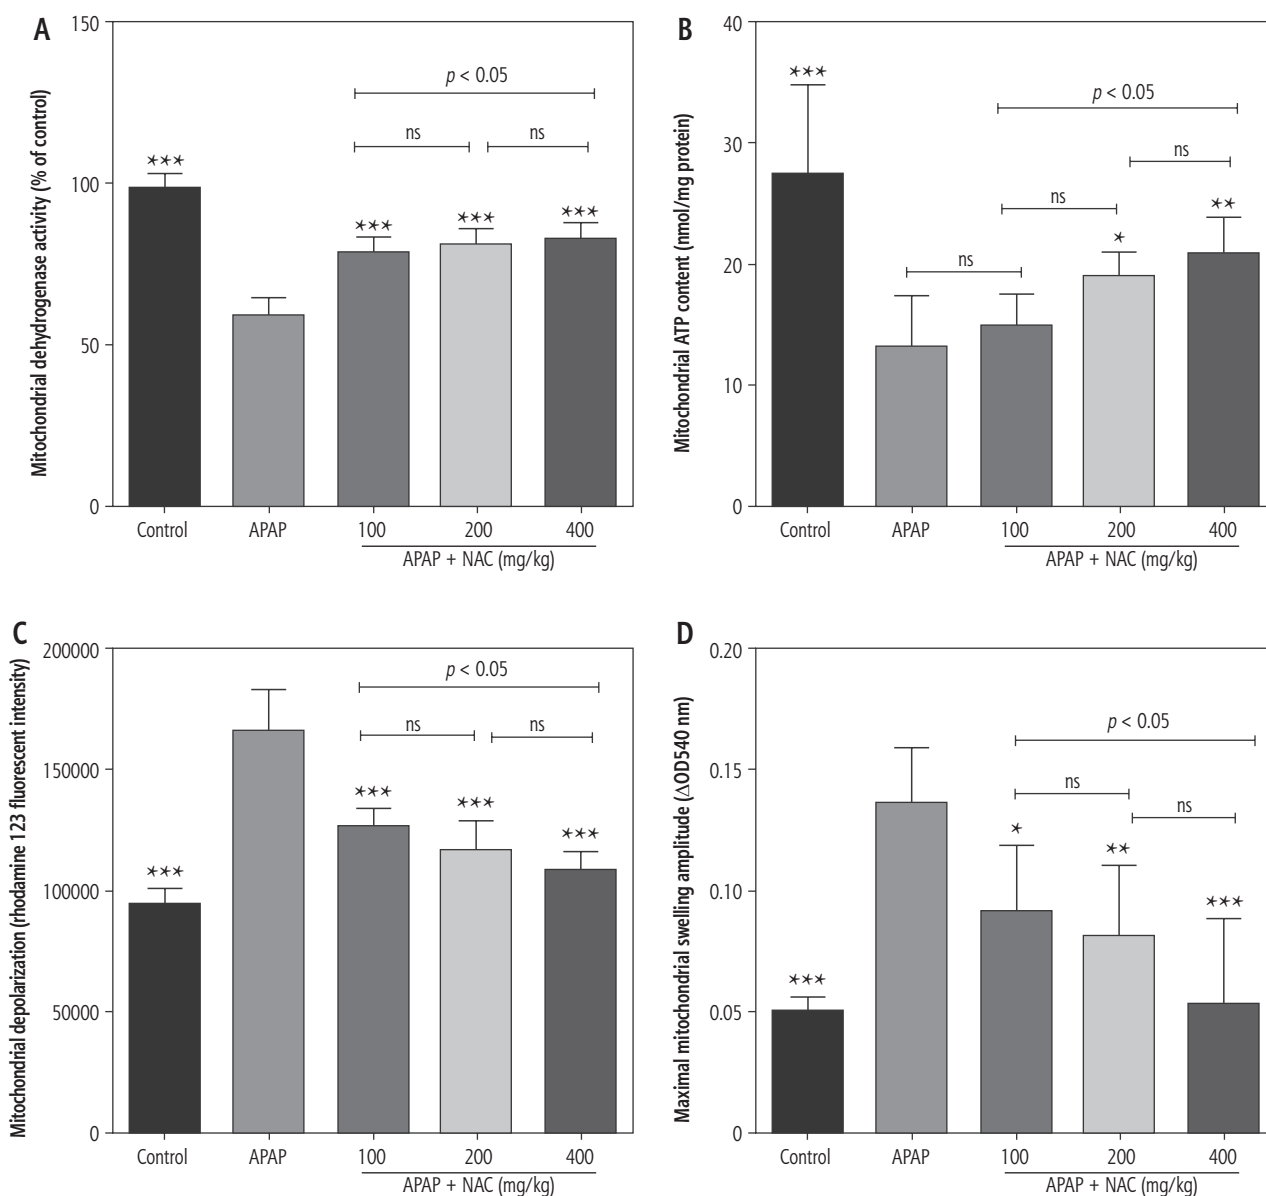 A
Mitochondrial dehydrogenase activity (% of control)
150
100
50
0
p < 0.05
ns
ns
***
***
***
***
Control
APAP
100
200
400
APAP + NAC (mg/kg)
B
Mitochondrial ATP content (nmol/mg protein)
40
30
20
10
0
***
p < 0.05
ns
ns
ns
*
**
Control
APAP
100
200
400
APAP + NAC (mg/kg)
C
Mitochondrial depolarization (rhodamine 123 fluorescent intensity)
200000
150000
100000
50000
0
p < 0.05
ns
ns
***
***
***
***
Control
APAP
100
200
400
APAP + NAC (mg/kg)
D
Maximal mitochondrial swelling amplitude (ΔOD540 nm)
0.20
0.15
0.10
0.05
0
p < 0.05
ns
ns
***
*
**
***
Control
APAP
100
200
400
APAP + NAC (mg/kg)